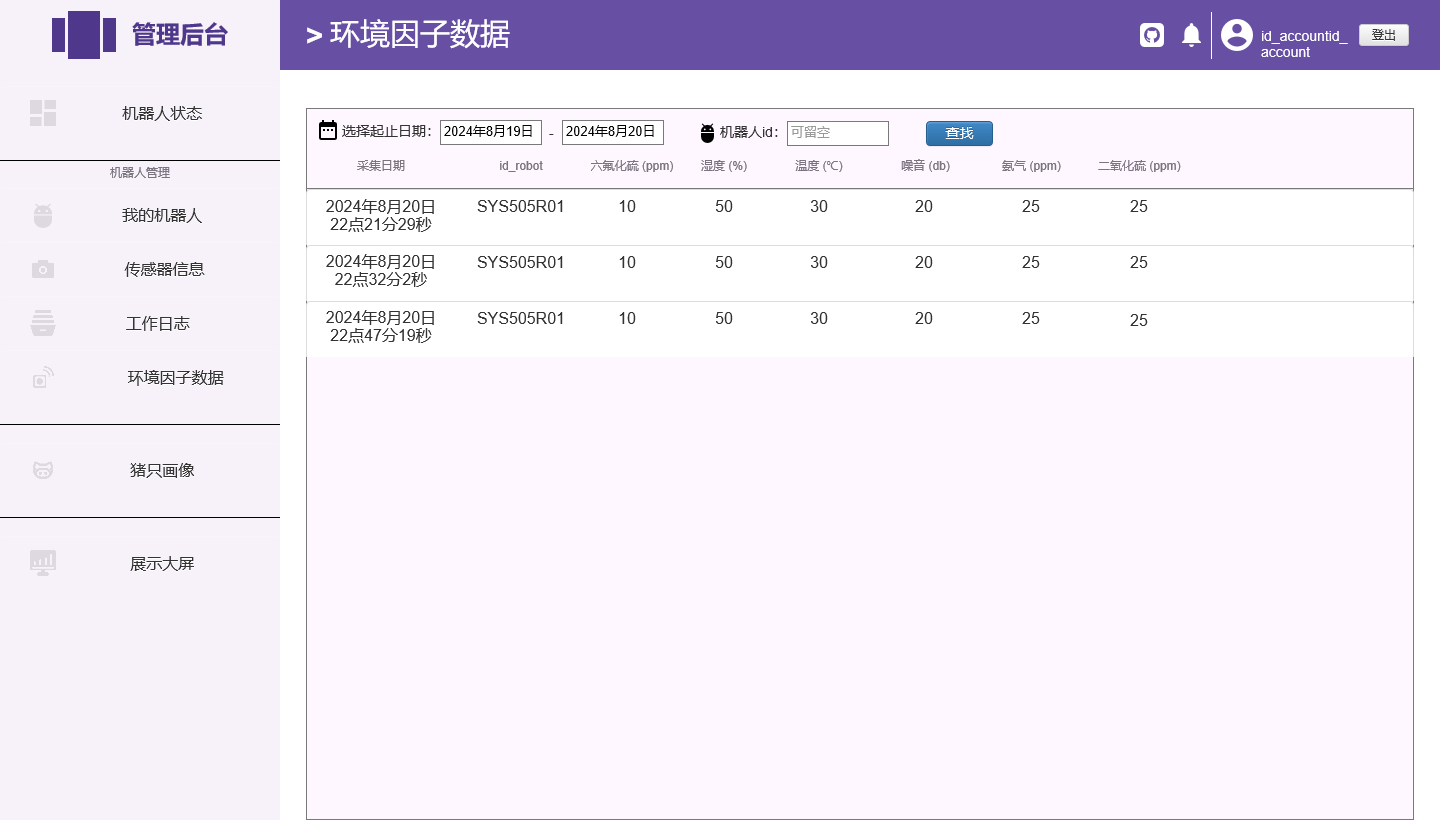 管理后台
机器人状态
机器人管理
我的机器人
传感器信息
工作日志
环境因子数据
猪只画像
展示大屏
> 环境因子数据
id_accountid_
account
登出
选择起止日期： 2024年8月19日 - 2024年8月20日 机器人id： 可留空 查找
采集日期 id_robot 六氟化硫 (ppm) 湿度 (%) 温度 (℃) 噪音 (db) 氨气 (ppm) 二氧化硫 (ppm)
2024年8月20日 SYS505R01 10 50 30 20 25 25
22点21分29秒
2024年8月20日 SYS505R01 10 50 30 20 25 25
22点32分2秒
2024年8月20日 SYS505R01 10 50 30 20 25 25
22点47分19秒